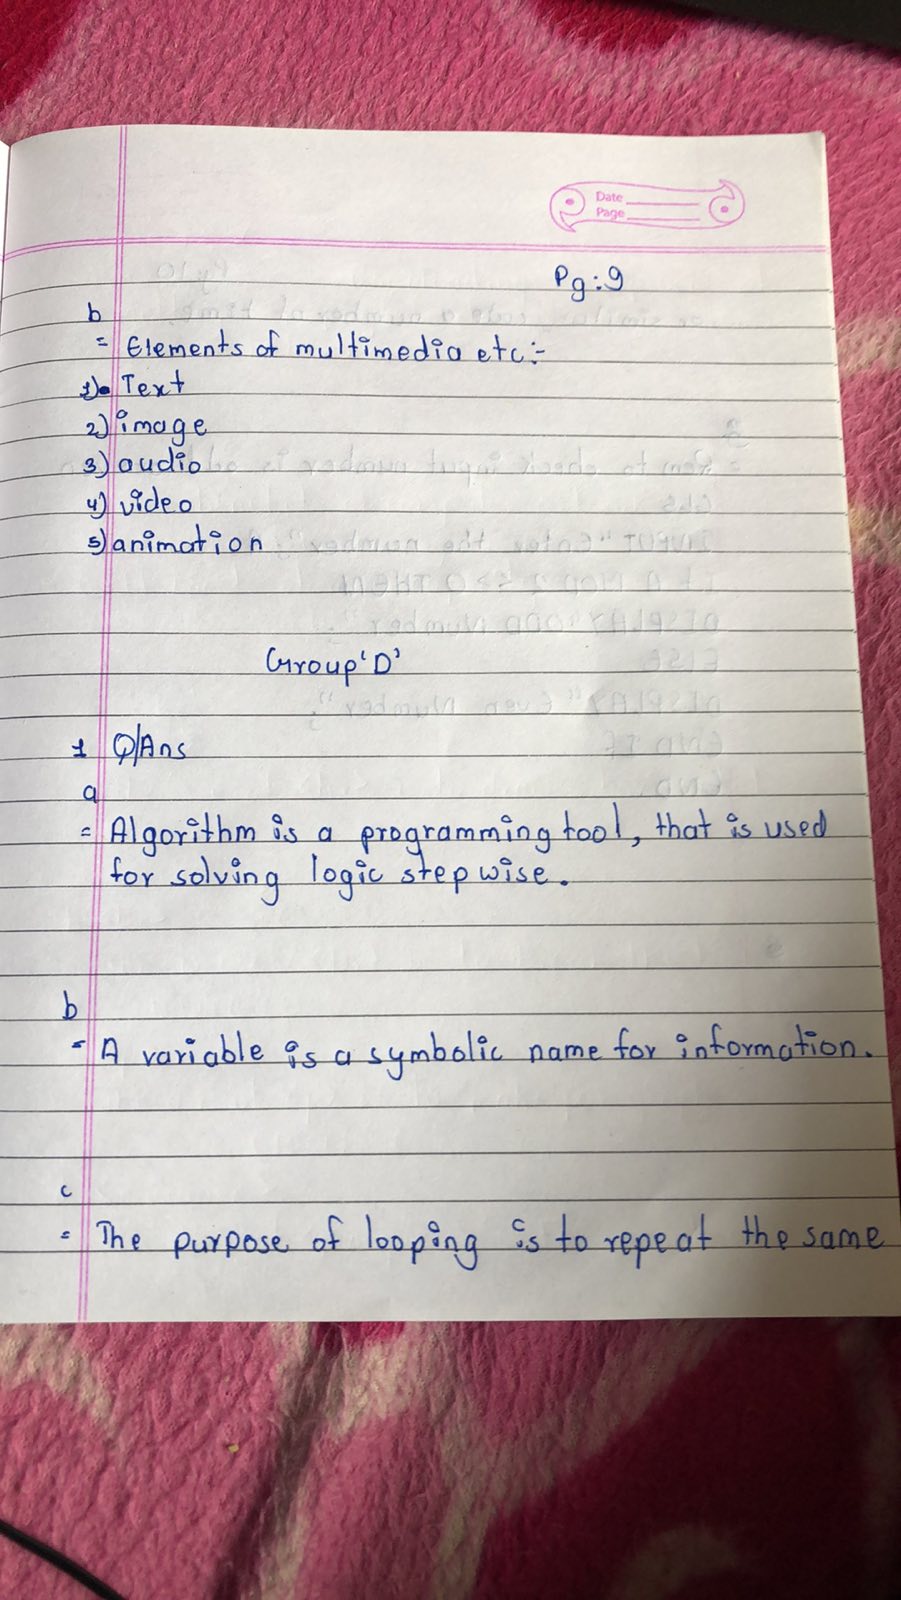 Date
Page
Pg:9
b
= Elements of multimedia etc:-
1). Text
2) image
3) audio
4) video
5) animation
Group'D'
1 Q/Ans
a
= Algorithm is a programming tool, that is used
for solving logic stepwise.
b
- A variable is a symbolic name for information.
c
= The purpose of looping is to repeat the same